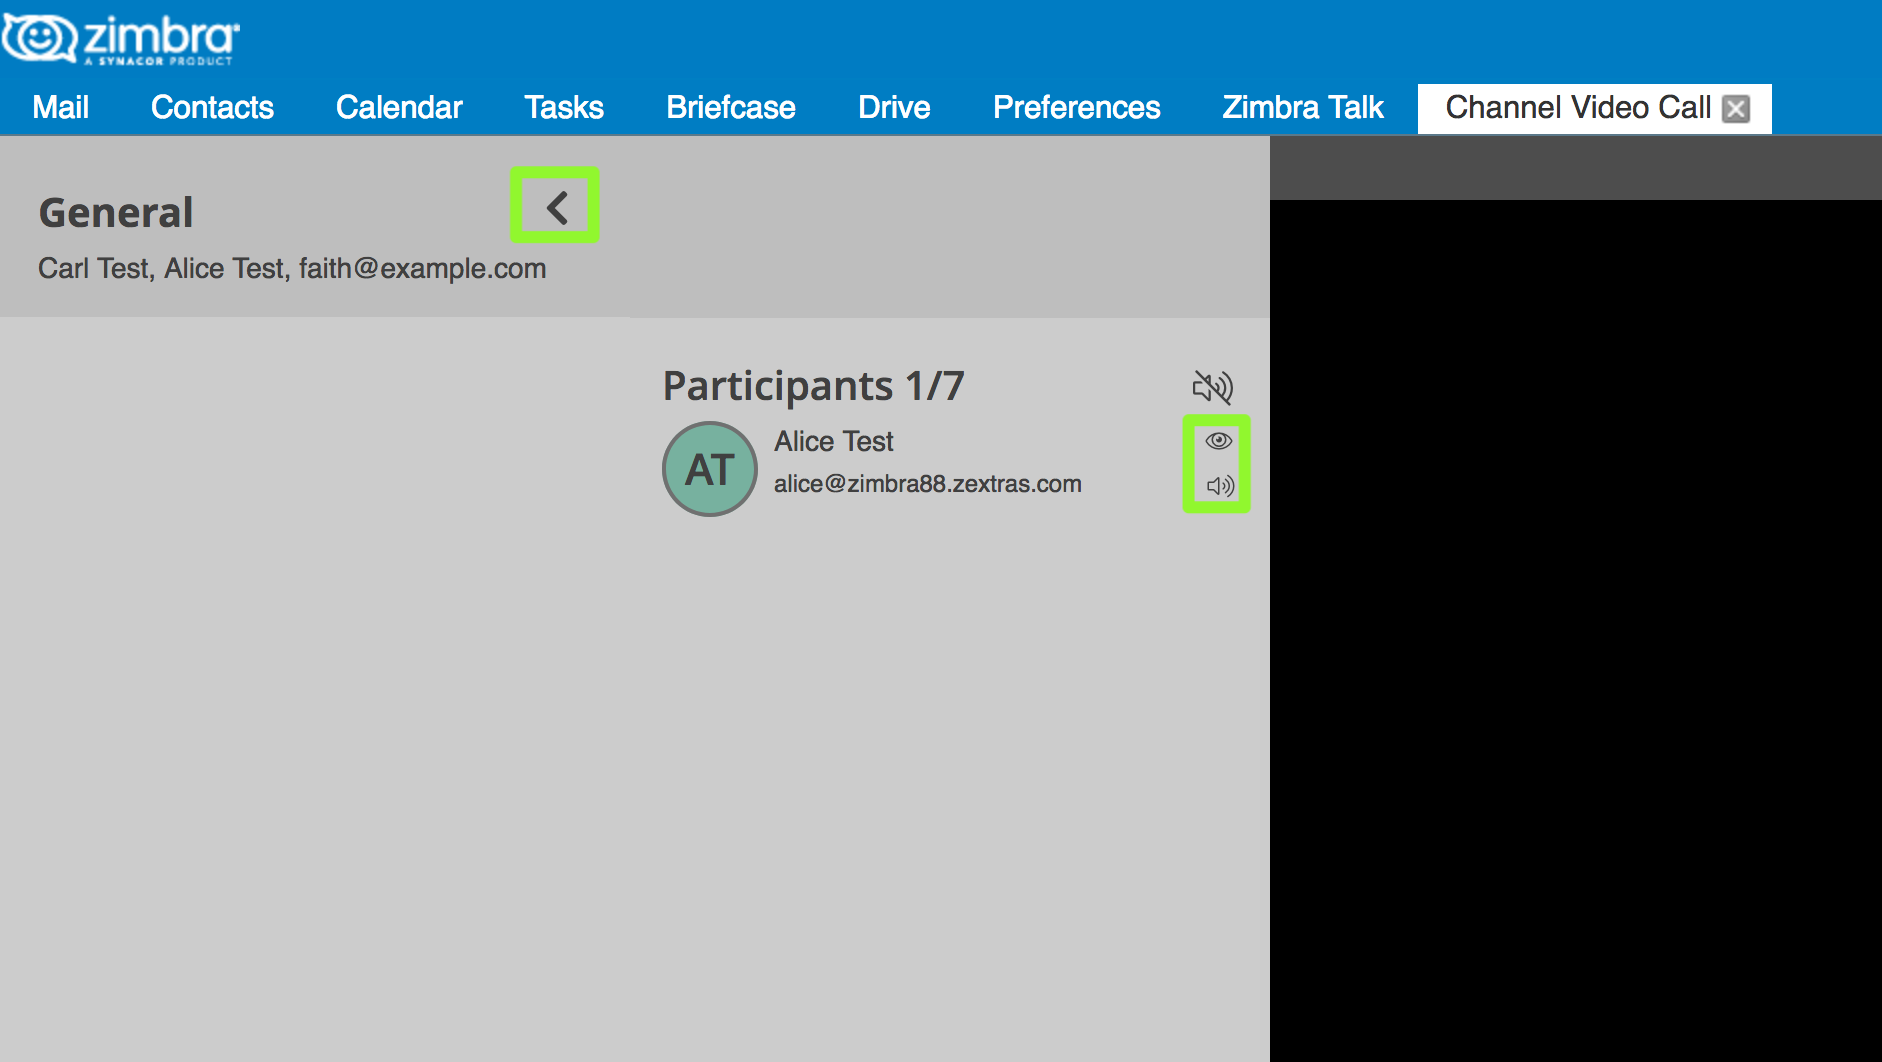 zimbra
A SYNACOR PRODUCT
Mail Contacts Calendar Tasks Briefcase Drive Preferences Zimbra Talk Channel Video Call
General
Carl Test, Alice Test, faith@example.com
Participants 1/7
AT
Alice Test
alice@zimbra88.zextras.com